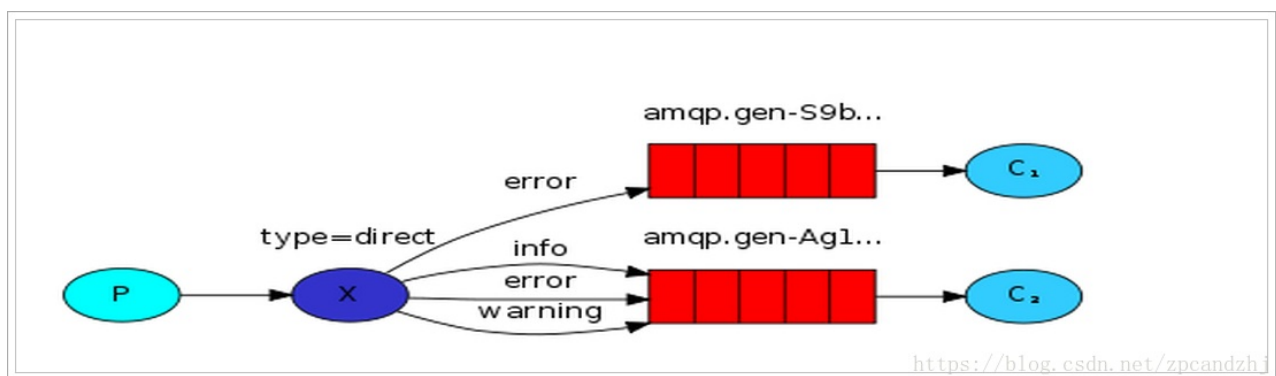 amqp.gen-S9b...
C₁
error
type=direct
amqp.gen-Ag1...
info
P
X
error
C₂
warning
https://blog.csdn.net/zpcandzhj